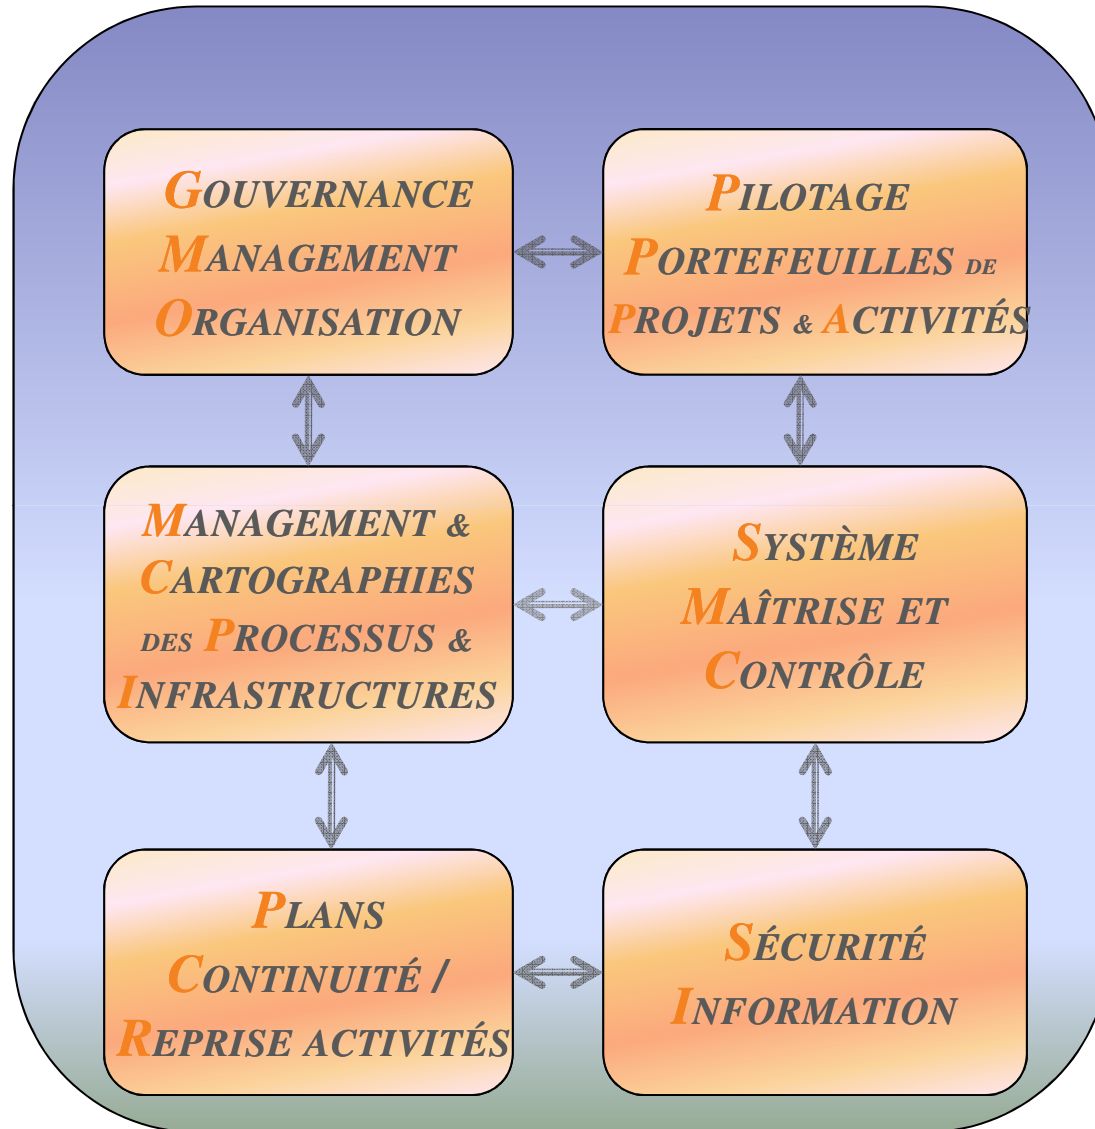 GOUVERNANCE
MANAGEMENT
ORGANISATION
PILOTAGE
PORTEFEUILLES DE
PROJETS & ACTIVITÉS
MANAGEMENT &
CARTOGRAPHIES
DES PROCESSUS &
INFRASTRUCTURES
SYSTÈME
MAÎTRISE ET
CONTRÔLE
PLANS
CONTINUITÉ /
REPRISE ACTIVITÉS
SÉCURITÉ
INFORMATION